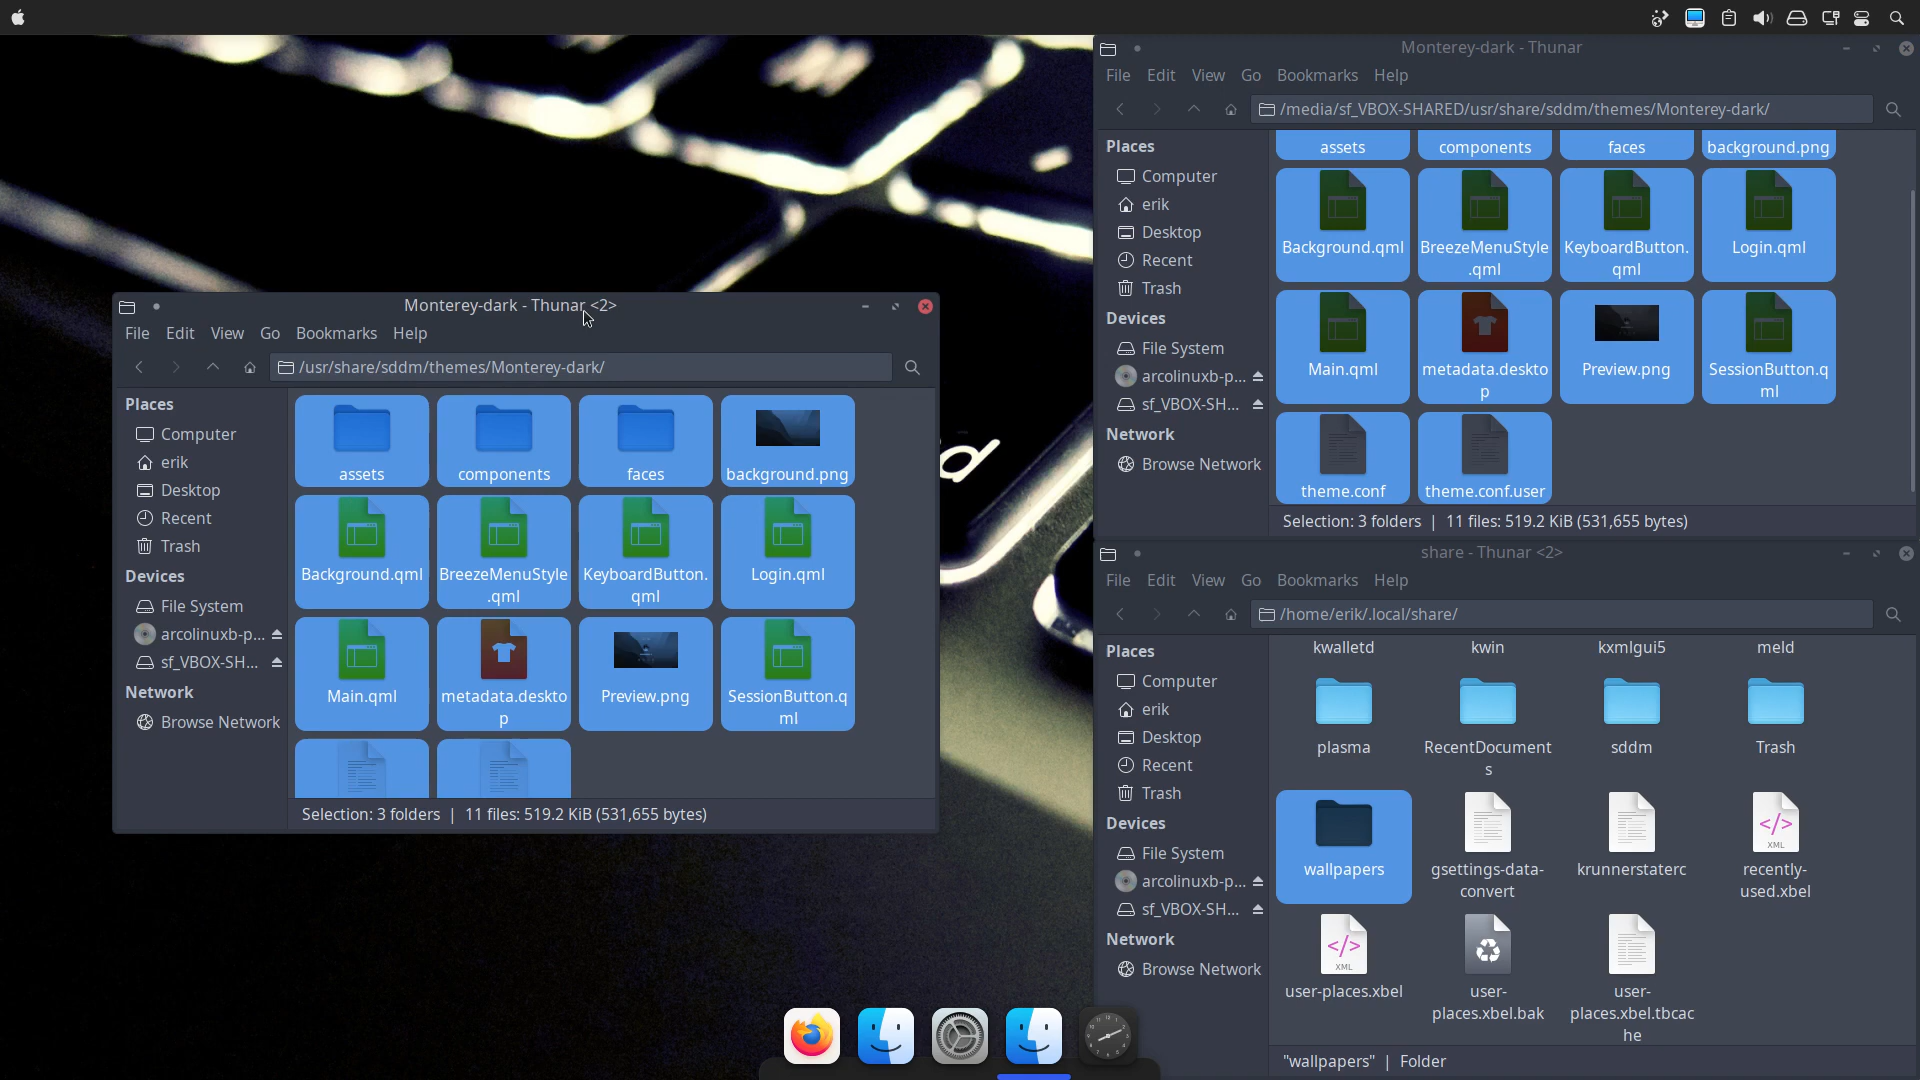 Monterey-dark - Thunar <2>
File Edit View Go Bookmarks Help
/usr/share/sddm/themes/Monterey-dark/
Places
Computer
erik
Desktop
Recent
Trash
Devices
File System
arcolinuxb-p...
sf_VBOX-SH...
Network
Browse Network
assets components faces background.png
Background.qml BreezeMenuStyle KeyboardButton. Login.qml
.qml qml
Main.qml metadata.deskto Preview.png SessionButton.q
p ml
Selection: 3 folders | 11 files: 519.2 KiB (531,655 bytes)
d
Monterey-dark - Thunar
File Edit View Go Bookmarks Help
/media/sf_VBOX-SHARED/usr/share/sddm/themes/Monterey-dark/
Places
Computer
erik
Desktop
Recent
Trash
Devices
File System
arcolinuxb-p...
sf_VBOX-SH...
Network
Browse Network
assets components faces background.png
Background.qml BreezeMenuStyle KeyboardButton. Login.qml
.qml qml
Main.qml metadata.deskto Preview.png SessionButton.q
p ml
theme.conf theme.conf.user
Selection: 3 folders | 11 files: 519.2 KiB (531,655 bytes)
share - Thunar <2>
File Edit View Go Bookmarks Help
/home/erik/.local/share/
Places
Computer
erik
Desktop
Recent
Trash
Devices
File System
arcolinuxb-p...
sf_VBOX-SH...
Network
Browse Network
kwalletd kwin kxmlgui5 meld
plasma RecentDocument sddm Trash
s
</>
XML
wallpapers gsettings-data- krunnerstaterc recently-
convert used.xbel
</>
XML
user-places.xbel user- user-
places.xbel.bak places.xbel.tbcac
he
"wallpapers" | Folder